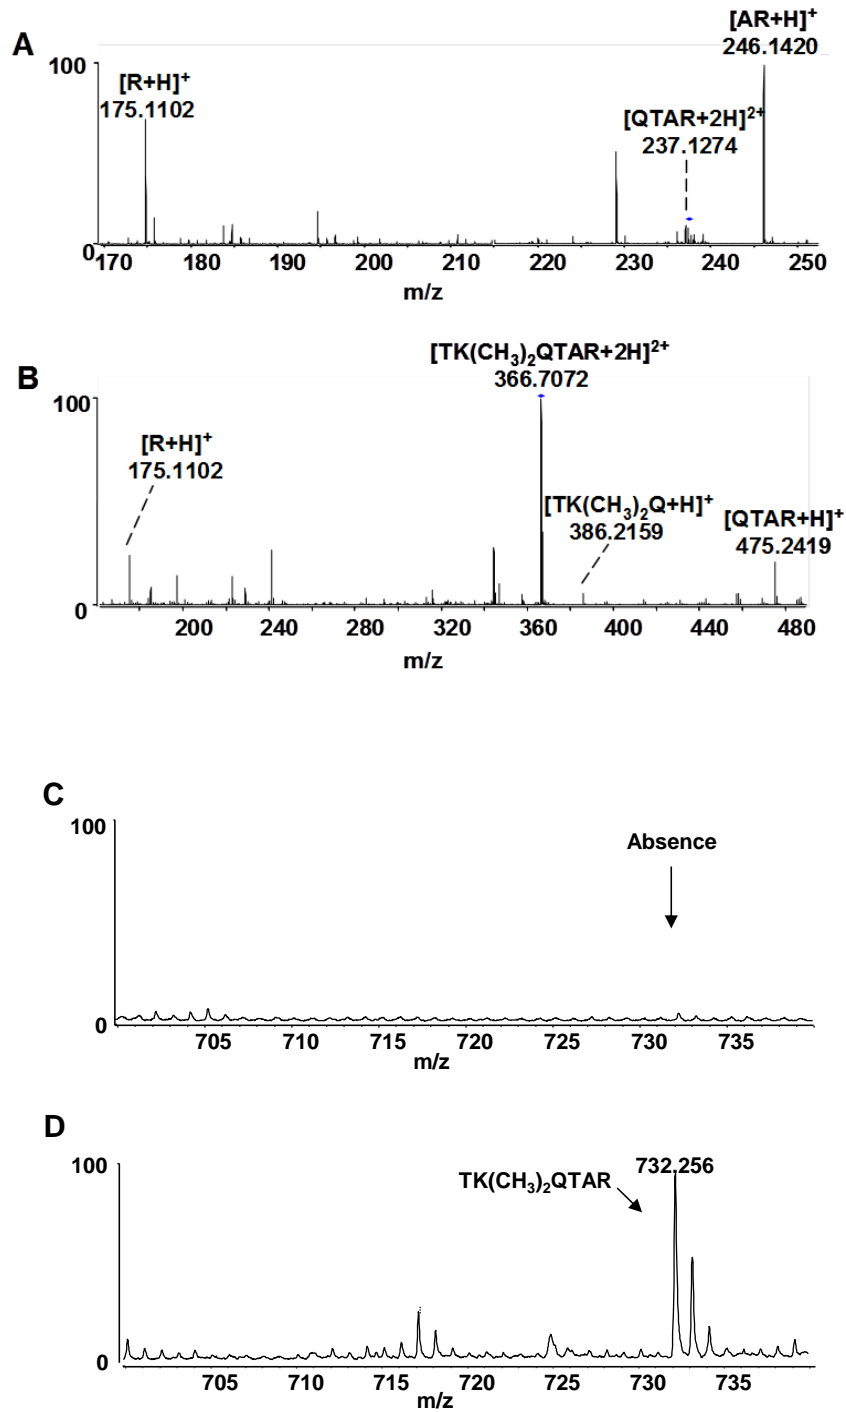 A
[AR+H]⁺
246.1420
100
[R+H]⁺
175.1102
[QTAR+2H]²⁺
237.1274
0
170 180 190 200 210 220 230 240 250
m/z
B
[TK(CH₃)₂QTAR+2H]²⁺
366.7072
100
[R+H]⁺
175.1102
[TK(CH₃)₂Q+H]⁺
386.2159
[QTAR+H]⁺
475.2419
0
200 240 280 320 360 400 440 480
m/z
C
100
Absence
0
705 710 715 720 725 730 735
m/z
D
100
732.256
TK(CH₃)₂QTAR
0
705 710 715 720 725 730 735
m/z